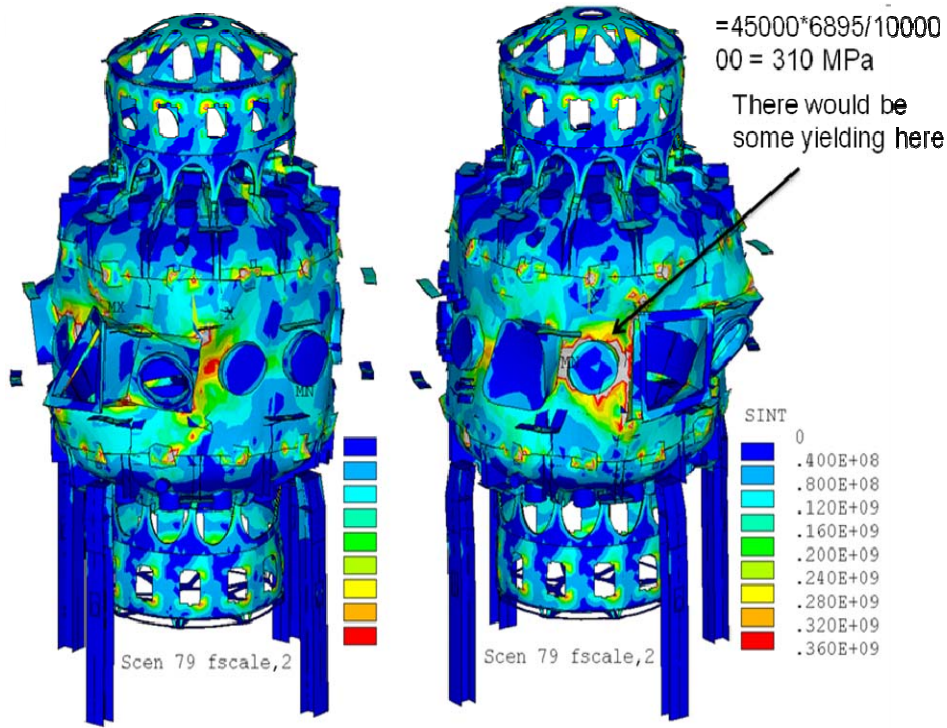 =45000*6895/10000
00 = 310 MPa
There would be
some yielding here
MX
X
MN
SINT
0
.400E+08
.800E+08
.120E+09
.160E+09
.200E+09
.240E+09
.280E+09
.320E+09
.360E+09
Scen 79 fscale,2
Scen 79 fscale,2